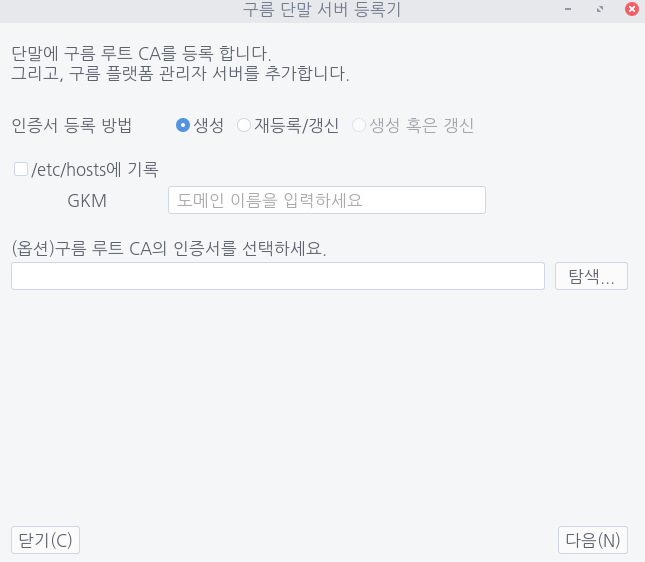 구름 단말 서버 등록기
단말에 구름 루트 CA를 등록 합니다.
그리고, 구름 플랫폼 관리자 서버를 추가합니다.
인증서 등록 방법 생성 재등록/갱신 생성 혹은 갱신
/etc/hosts에 기록
GKM 도메인 이름을 입력하세요
(옵션)구름 루트 CA의 인증서를 선택하세요.
탐색...
닫기(C) 다음(N)